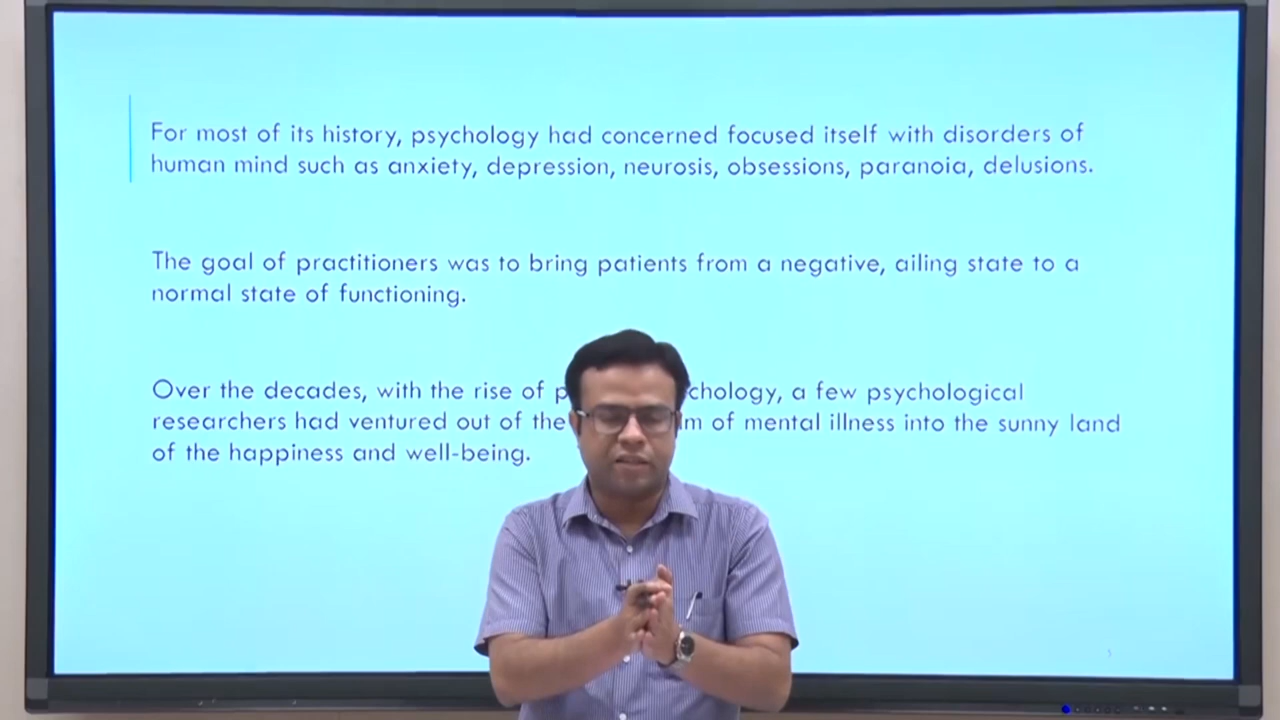 For most of its history, psychology had concerned focused itself with disorders of
human mind such as anxiety, depression, neurosis, obsessions, paranoia, delusions.
The goal of practitioners was to bring patients from a negative, ailing state to a
normal state of functioning.
Over the decades, with the rise of chology, a few psychological
researchers had ventured out of the of mental illness into the sunny land
of the happiness and well-being.